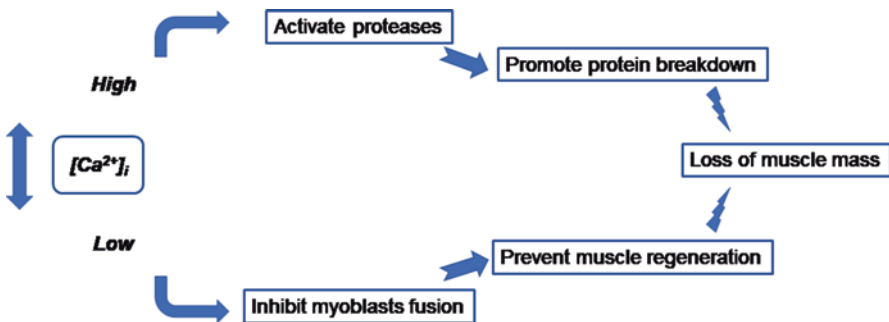 Activate proteases
Promote protein breakdown
High
[Ca²⁺]ᵢ
Loss of muscle mass
Low
Prevent muscle regeneration
Inhibit myoblasts fusion